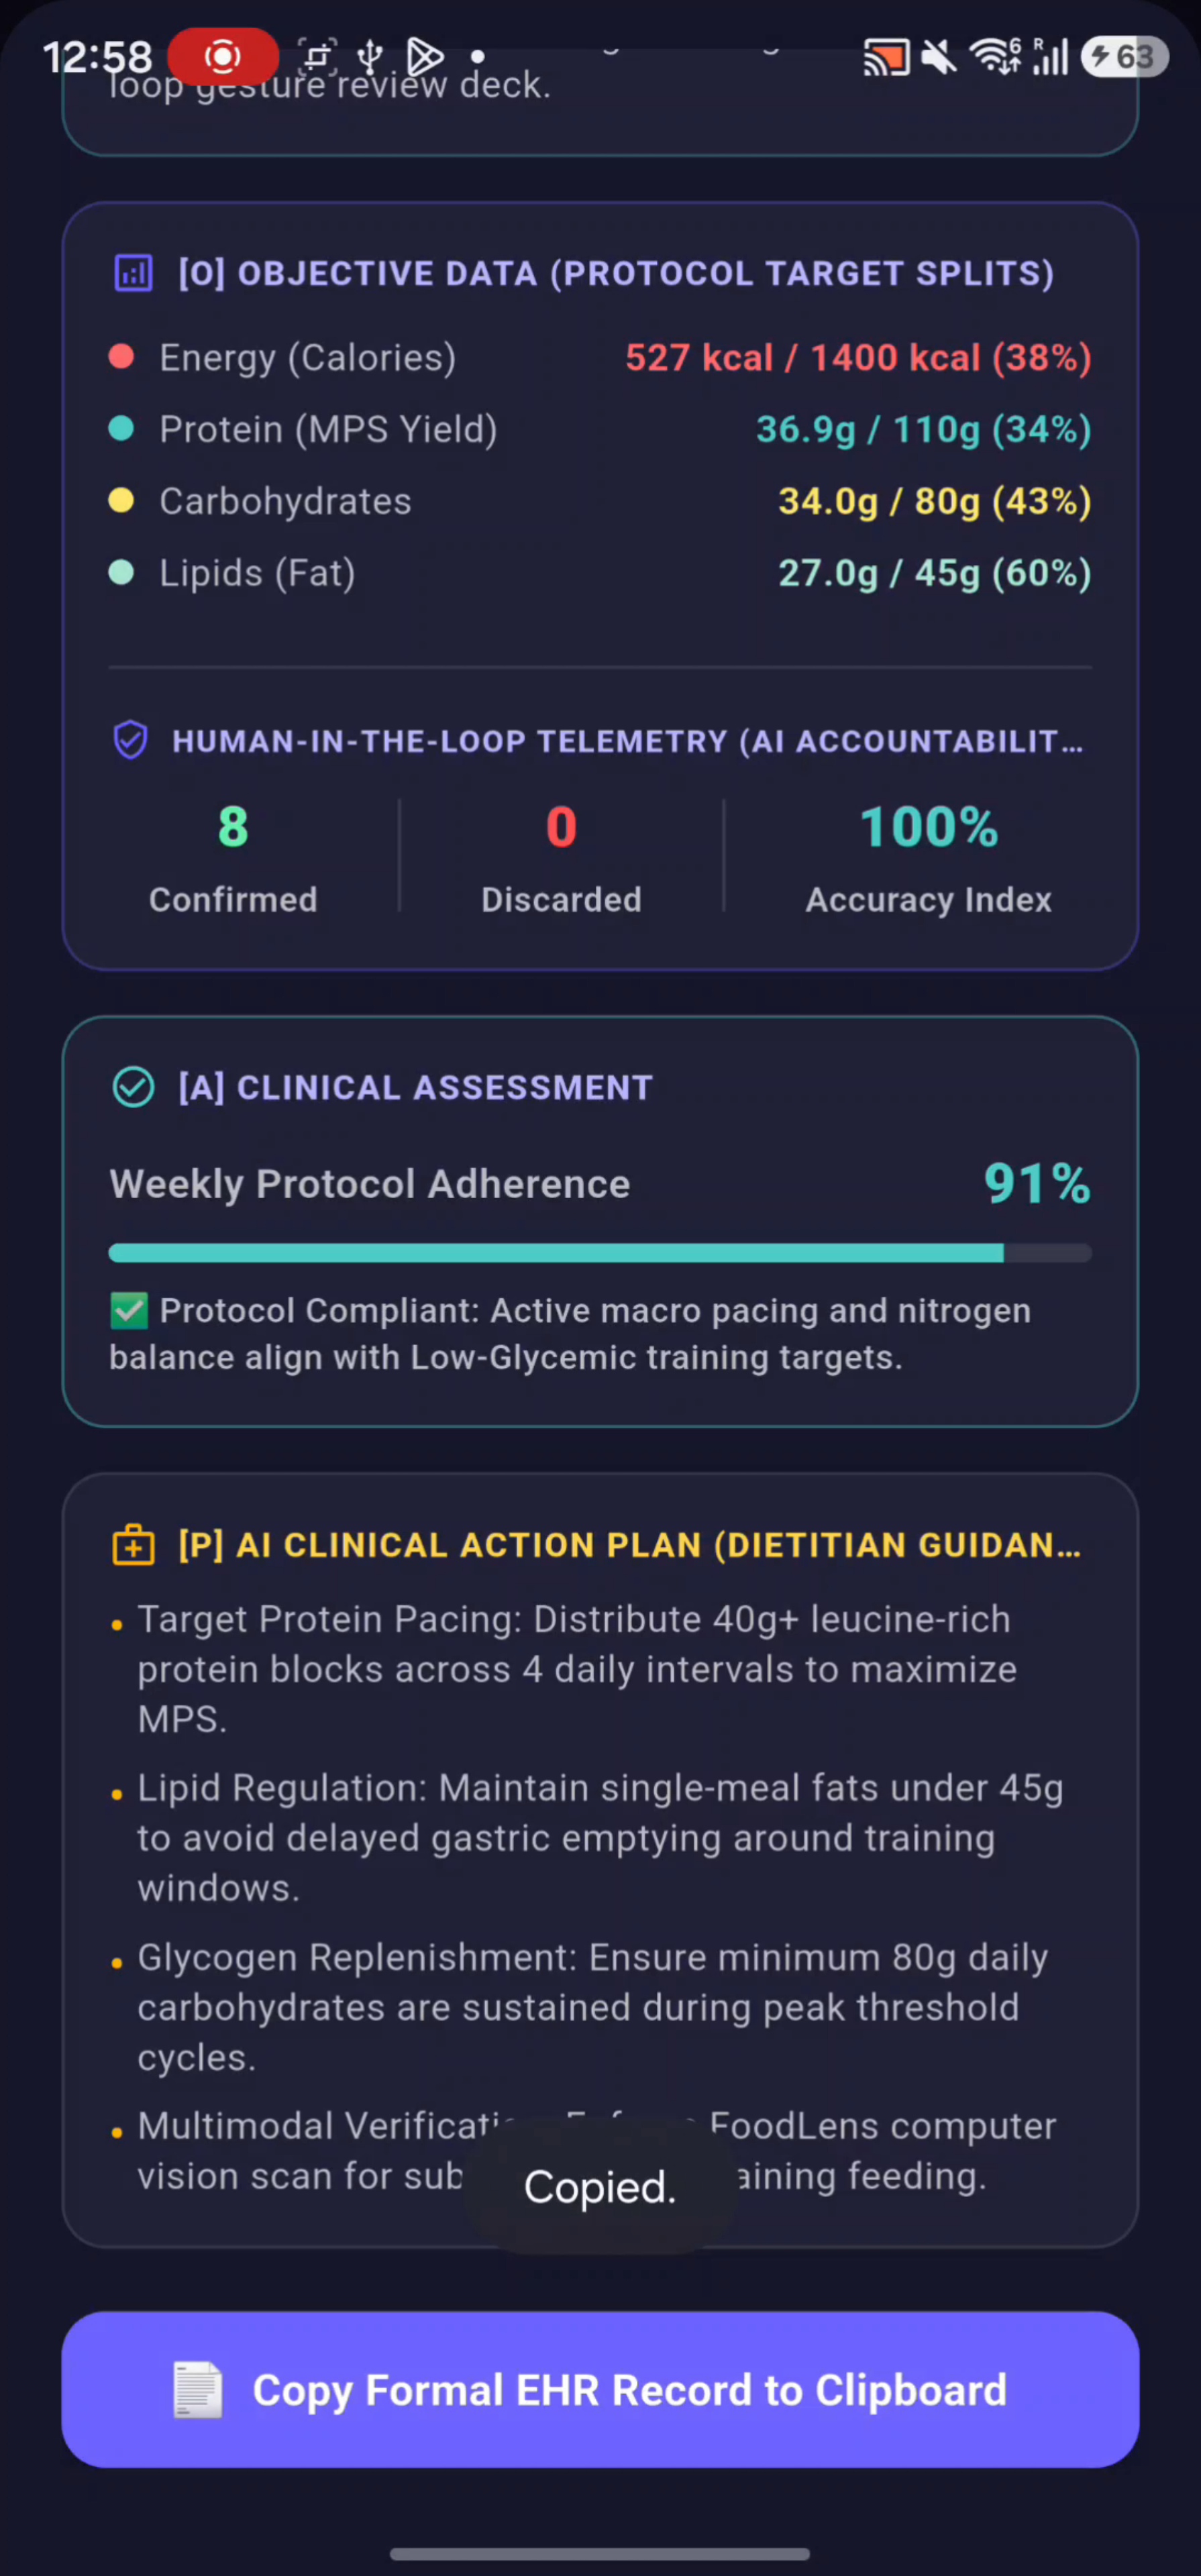 12:58
6
R
63
loop gesture review deck.
[O] OBJECTIVE DATA (PROTOCOL TARGET SPLITS)
Energy (Calories) 527 kcal / 1400 kcal (38%)
Protein (MPS Yield) 36.9g / 110g (34%)
Carbohydrates 34.0g / 80g (43%)
Lipids (Fat) 27.0g / 45g (60%)
HUMAN-IN-THE-LOOP TELEMETRY (AI ACCOUNTABILIT...
8 0 100%
Confirmed Discarded Accuracy Index
[A] CLINICAL ASSESSMENT
Weekly Protocol Adherence 91%
✅ Protocol Compliant: Active macro pacing and nitrogen
balance align with Low-Glycemic training targets.
[P] AI CLINICAL ACTION PLAN (DIETITIAN GUIDAN...
• Target Protein Pacing: Distribute 40g+ leucine-rich
protein blocks across 4 daily intervals to maximize
MPS.
• Lipid Regulation: Maintain single-meal fats under 45g
to avoid delayed gastric emptying around training
windows.
• Glycogen Replenishment: Ensure minimum 80g daily
carbohydrates are sustained during peak threshold
cycles.
• Multimodal FoodLens computer
vision scan for feeding.
Copied.
Copy Formal EHR Record to Clipboard